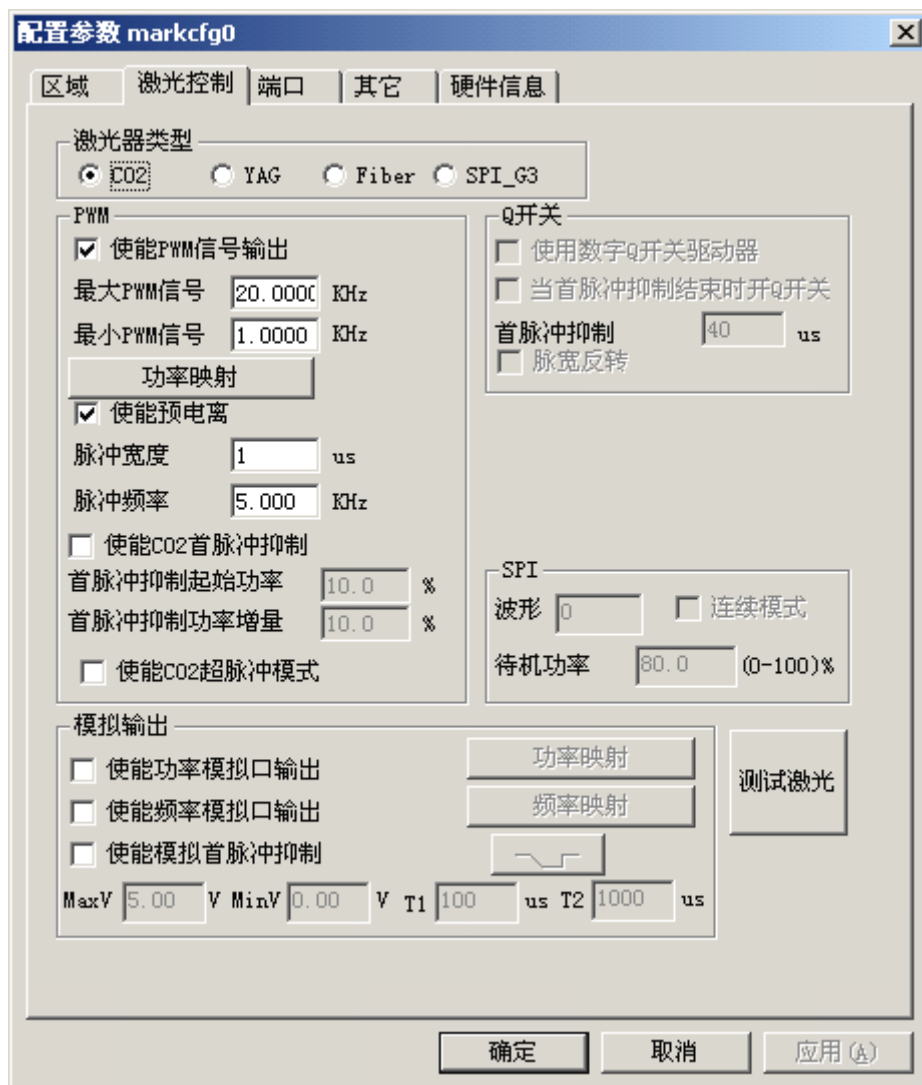 配置参数 markcfg0
区域 激光控制 端口 其它 硬件信息
激光器类型
CO2 YAG Fiber SPI_G3
PWM
使能PWM信号输出
最大PWM信号 20.000 KHz
最小PWM信号 1.0000 KHz
功率映射
使能预电离
脉冲宽度 1 us
脉冲频率 5.000 KHz
使能CO2首脉冲抑制
首脉冲抑制起始功率 10.0 %
首脉冲抑制功率增量 10.0 %
使能CO2超脉冲模式
Q开关
使用数字Q开关驱动器
当首脉冲抑制结束时开Q开关
首脉冲抑制 40 us
脉宽反转
SPI
波形 0 连续模式
待机功率 80.0 (0-100)%
模拟输出
使能功率模拟口输出 功率映射
使能频率模拟口输出 频率映射
使能模拟首脉冲抑制
MaxV 5.00 V MinV 0.00 V T1 100 us T2 1000 us
测试激光
确定 取消 应用(A)